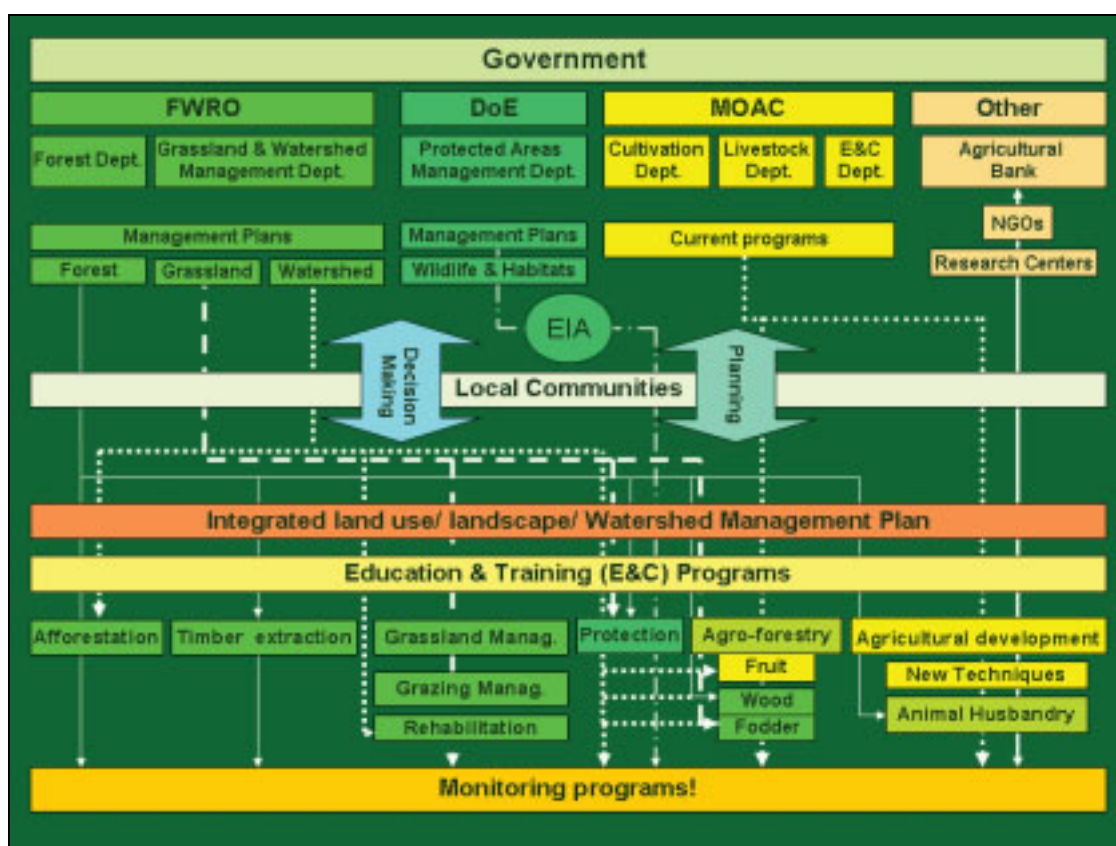 Government
FWRO
DoE
MOAC
Other
Forest Dept.
Grassland & Watershed
Management Dept.
Protected Areas
Management Dept.
Cultivation
Dept.
Livestock
Dept.
E&C
Dept.
Agricultural
Bank
NGOs
Research Centers
Management Plans
Forest
Grassland
Watershed
Management Plans
Wildlife & Habitats
Current programs
EIA
Decision
Making
Local Communities
Planning
Integrated land use/ landscape/ Watershed Management Plan
Education & Training (E&C) Programs
Afforestation
Timber extraction
Grassland Manag.
Grazing Manag.
Rehabilitation
Protection
Agro-forestry
Fruit
Wood
Fodder
Agricultural development
New Techniques
Animal Husbandry
Monitoring programs!